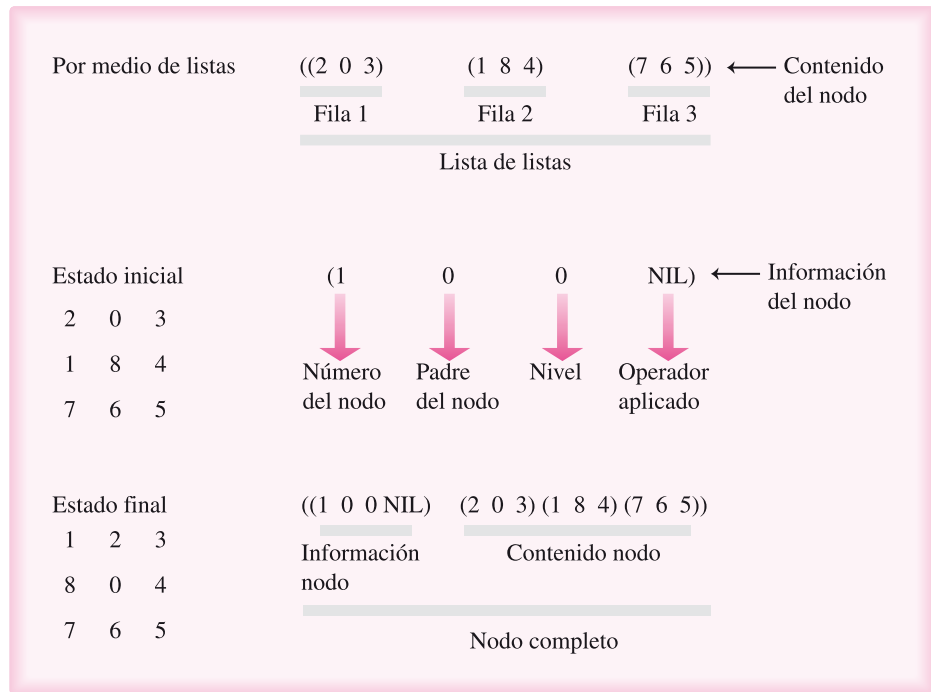 Por medio de listas ((2 0 3) (1 8 4) (7 6 5)) Contenido
del nodo
Fila 1 Fila 2 Fila 3
Lista de listas
Estado inicial (1 0 0 NIL) Información
del nodo
2 0 3
1 8 4
Número Padre Nivel Operador
del nodo del nodo aplicado
7 6 5
Estado final ((1 0 0 NIL) (2 0 3) (1 8 4) (7 6 5))
1 2 3
Información Contenido nodo
nodo
8 0 4
7 6 5
Nodo completo